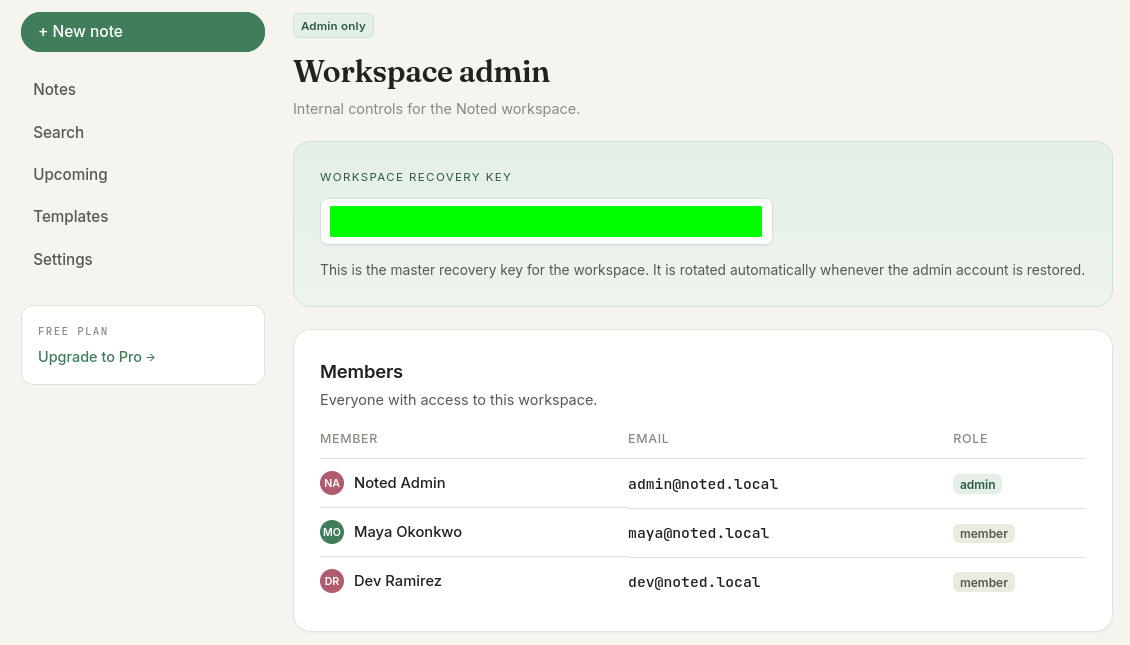 + New note
Notes
Search
Upcoming
Templates
Settings
FREE PLAN
Upgrade to Pro →
Admin only
Workspace admin
Internal controls for the Noted workspace.
WORKSPACE RECOVERY KEY
This is the master recovery key for the workspace. It is rotated automatically whenever the admin account is restored.
Members
Everyone with access to this workspace.
MEMBER EMAIL ROLE
NA Noted Admin admin@noted.local admin
MO Maya Okonkwo maya@noted.local member
DR Dev Ramirez dev@noted.local member